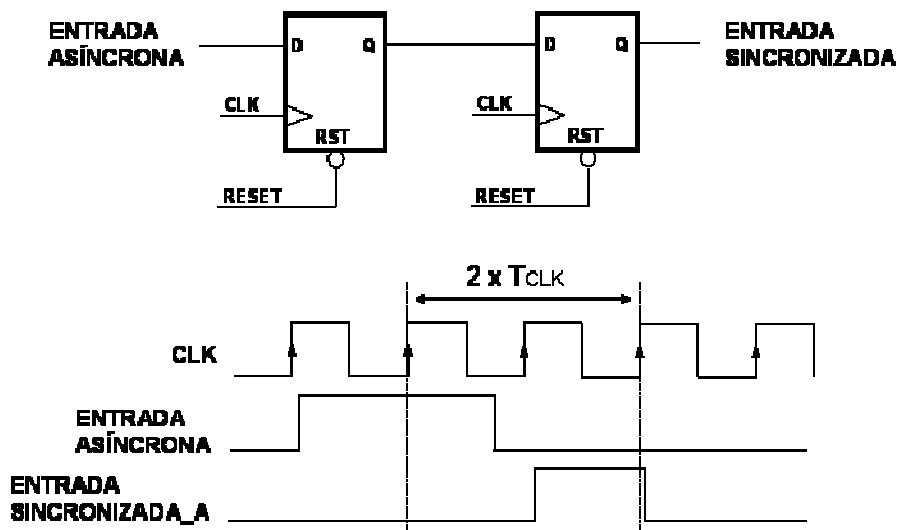 ENTRADA
ASÍNCRONA
D Q
CLK
RST
RESET
D Q
CLK
RST
RESET
ENTRADA
SINCRONIZADA
2 x TCLK
CLK
ENTRADA
ASÍNCRONA
ENTRADA
SINCRONIZADA_A